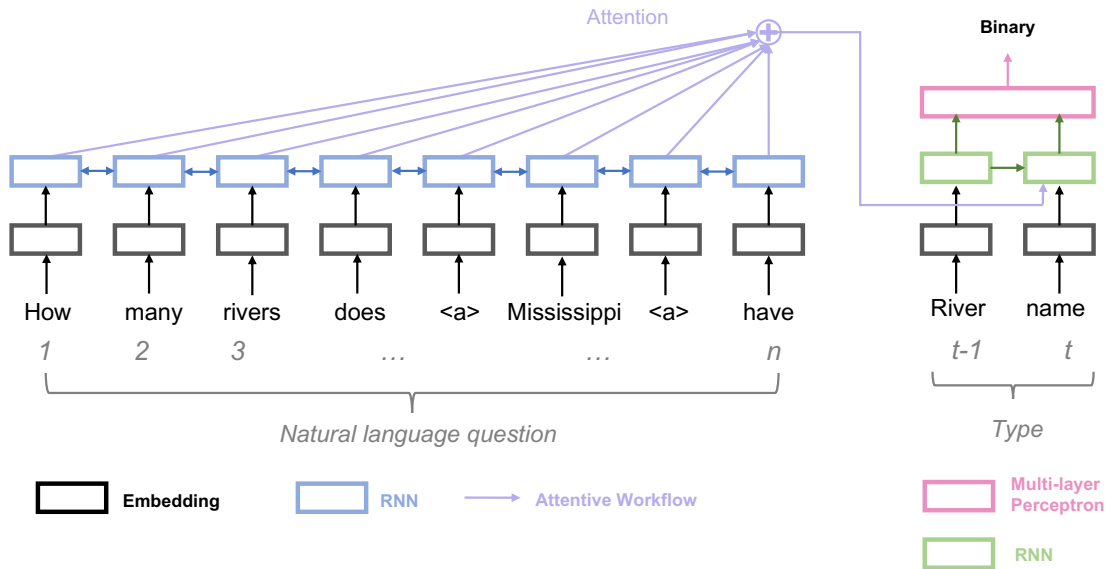 Attention
Binary
How many rivers does <a> Mississippi <a> have
River name
1 2 3 ... ... n
t-1 t
Natural language question
Type
Embedding
RNN
Attentive Workflow
Multi-layer
Perceptron
RNN